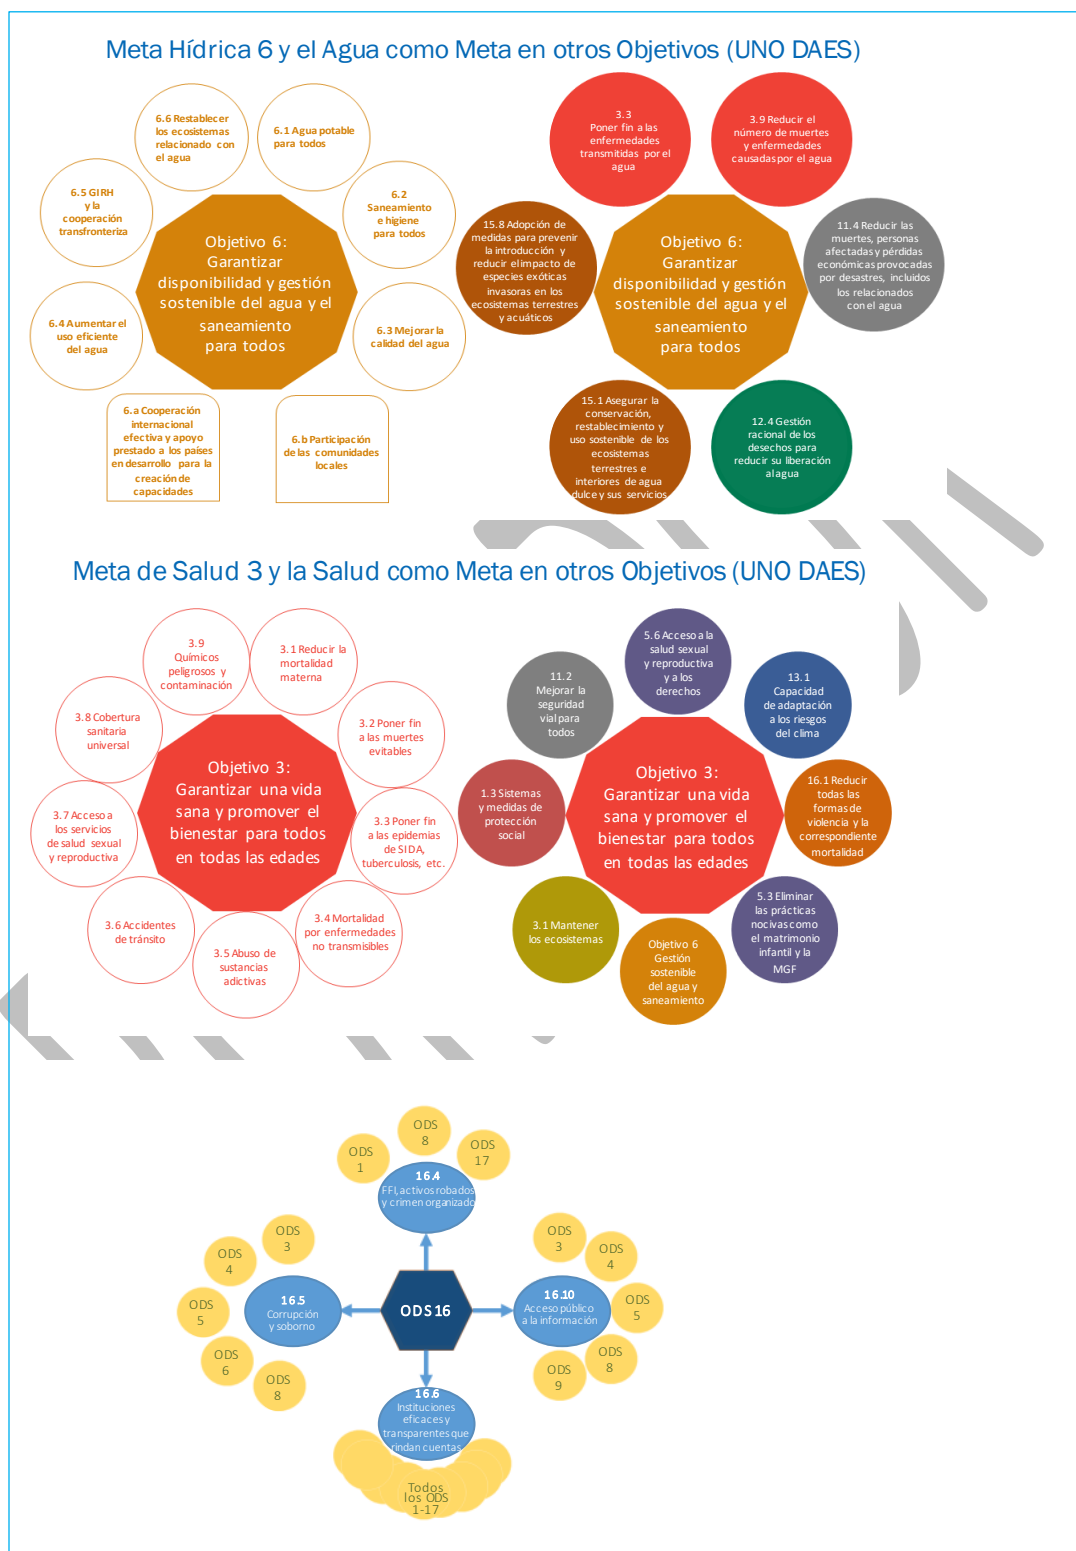 Meta Hídrica 6 y el Agua como Meta en otros Objetivos (UNO DAES)
6.6 Restablecer
los ecosistemas
relacionado con
el agua
6.1 Agua potable
para todos
6.5 GIRH
y la
cooperación
transfronteriza
6.2
Saneamiento
e higiene
para todos
Objetivo 6:
Garantizar
disponibilidad y gestión
sostenible del agua y el
saneamiento
para todos
6.4 Aumentar el
uso eficiente
del agua
6.3 Mejorar la
calidad del agua
6.a Cooperación
internacional
efectiva y apoyo
prestado a los países
en desarrollo para la
creación de
capacidades
6.b Participación
de las comunidades
locales
3.3
Poner fin a las
enfermedades
transmitidas por el
agua
3.9 Reducir el
número de muertes
y enfermedades
causadas por el agua
15.8 Adopción de
medidas para prevenir
la introducción y
reducir el impacto de
especies exóticas
invasoras en los
ecosistemas terrestres
y acuáticos
Objetivo 6:
Garantizar
disponibilidad y gestión
sostenible del agua y el
saneamiento
para todos
11.4 Reducir las
muertes, personas
afectadas y pérdidas
económicas provocadas
por desastres, incluidos
los relacionados
con el agua
15.1 Asegurar la
conservación,
restablecimiento y
uso sostenible de los
ecosistemas
terrestres e
interiores de agua
dulce y sus servicios
12.4 Gestión
racional de los
desechos para
reducir su liberación
al agua
Meta de Salud 3 y la Salud como Meta en otros Objetivos (UNO DAES)
3.9
Químicos
peligrosos y
contaminación
3.1 Reducir la
mortalidad
materna
3.8 Cobertura
sanitaria
universal
3.2 Poner fin
a las muertes
evitables
Objetivo 3:
Garantizar una vida
sana y promover el
bienestar para todos
en todas las edades
3.7 Acceso a
los servicios
de salud sexual
y reproductiva
3.3 Poner fin
a las epidemias
de SIDA,
tuberculosis, etc.
3.6 Accidentes
de tránsito
3.5 Abuso de
sustancias
adictivas
3.4 Mortalidad
por enfermedades
no transmisibles
5.6 Acceso a la
salud sexual
y reproductiva
y a los
derechos
11.2
Mejorar la
seguridad
vial para
todos
13.1
Capacidad
de adaptación
a los riesgos
del clima
1.3 Sistemas
y medidas de
protección
social
Objetivo 3:
Garantizar una vida
sana y promover el
bienestar para todos
en todas las edades
16.1 Reducir
todas las
formas de
violencia y la
correspondiente
mortalidad
3.1 Mantener
los ecosistemas
Objetivo 6
Gestión
sostenible
del agua y
saneamiento
5.3 Eliminar
las prácticas
nocivas como
el matrimonio
infantil y la
MGF
ODS
1
ODS
8
ODS
17
16.4
FFI, activos robados
y crimen organizado
ODS
3
ODS
4
ODS
5
ODS
6
ODS
8
16.5
Corrupción
y soborno
ODS 16
16.10
Acceso público
a la información
ODS
3
ODS
4
ODS
5
ODS
8
ODS
9
16.6
Instituciones
eficaces y
transparentes que
rindan cuentas
Todos
los ODS
1-17